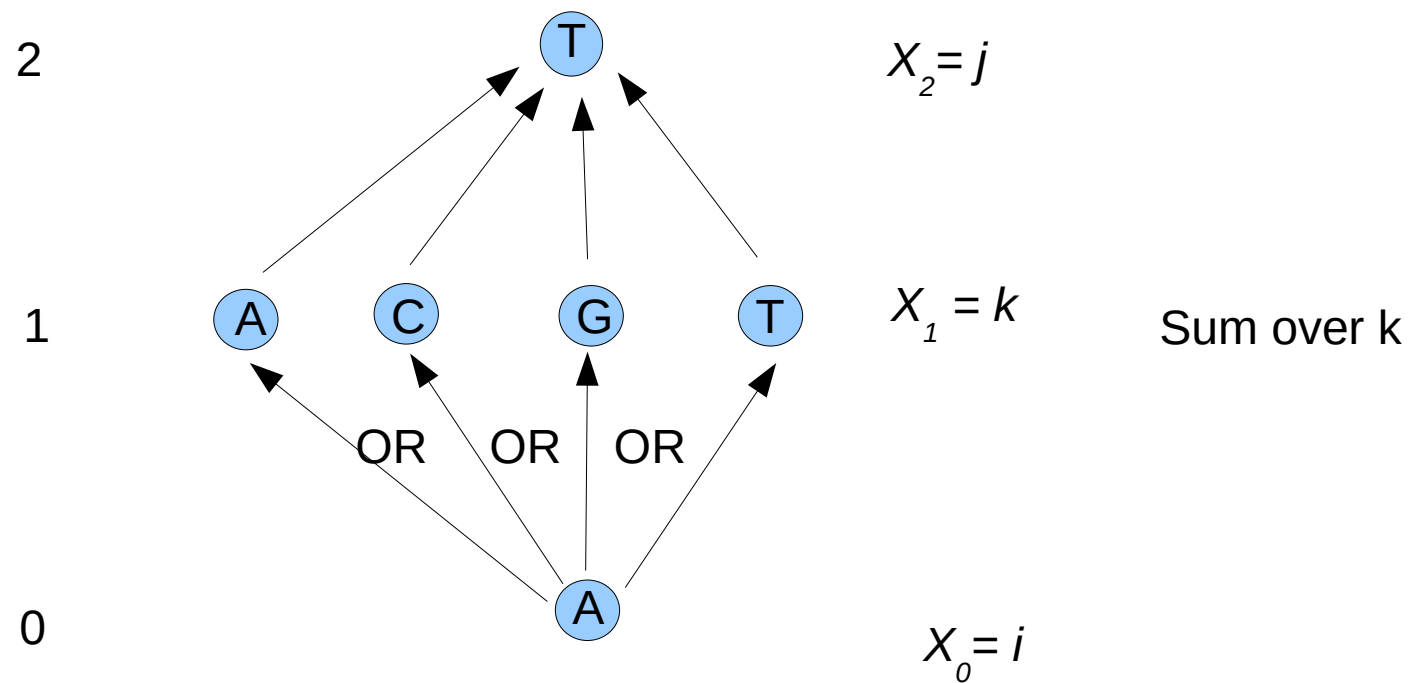 2 T X₂= j
1 A C G T X₁ = k Sum over k
OR OR OR
0 A X₀= i